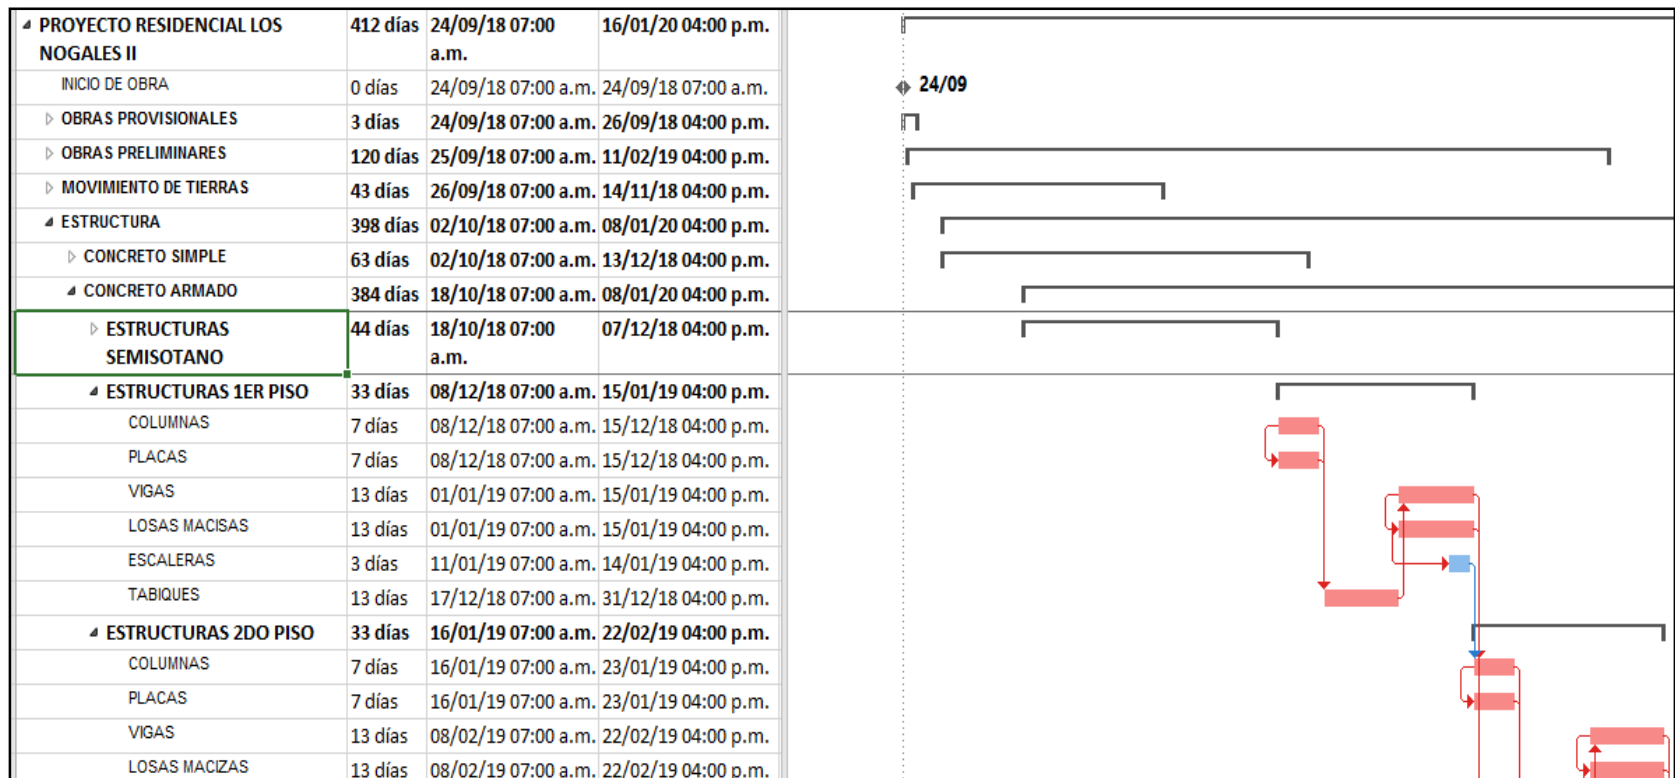 PROYECTO RESIDENCIAL LOS 412 días 24/09/18 07:00 16/01/20 04:00 p.m.
NOGALES II a.m.
INICIO DE OBRA 0 días 24/09/18 07:00 a.m. 24/09/18 07:00 a.m. 24/09
OBRAS PROVISIONALES 3 días 24/09/18 07:00 a.m. 26/09/18 04:00 p.m.
OBRAS PRELIMINARES 120 días 25/09/18 07:00 a.m. 11/02/19 04:00 p.m.
MOVIMIENTO DE TIERRAS 43 días 26/09/18 07:00 a.m. 14/11/18 04:00 p.m.
ESTRUCTURA 398 días 02/10/18 07:00 a.m. 08/01/20 04:00 p.m.
CONCRETO SIMPLE 63 días 02/10/18 07:00 a.m. 13/12/18 04:00 p.m.
CONCRETO ARMADO 384 días 18/10/18 07:00 a.m. 08/01/20 04:00 p.m.
ESTRUCTURAS 44 días 18/10/18 07:00 07/12/18 04:00 p.m.
SEMISOTANO a.m.
ESTRUCTURAS 1ER PISO 33 días 08/12/18 07:00 a.m. 15/01/19 04:00 p.m.
COLUMNAS 7 días 08/12/18 07:00 a.m. 15/12/18 04:00 p.m.
PLACAS 7 días 08/12/18 07:00 a.m. 15/12/18 04:00 p.m.
VIGAS 13 días 01/01/19 07:00 a.m. 15/01/19 04:00 p.m.
LOSAS MACISAS 13 días 01/01/19 07:00 a.m. 15/01/19 04:00 p.m.
ESCALERAS 3 días 11/01/19 07:00 a.m. 14/01/19 04:00 p.m.
TABIQUES 13 días 17/12/18 07:00 a.m. 31/12/18 04:00 p.m.
ESTRUCTURAS 2DO PISO 33 días 16/01/19 07:00 a.m. 22/02/19 04:00 p.m.
COLUMNAS 7 días 16/01/19 07:00 a.m. 23/01/19 04:00 p.m.
PLACAS 7 días 16/01/19 07:00 a.m. 23/01/19 04:00 p.m.
VIGAS 13 días 08/02/19 07:00 a.m. 22/02/19 04:00 p.m.
LOSAS MACIZAS 13 días 08/02/19 07:00 a.m. 22/02/19 04:00 p.m.